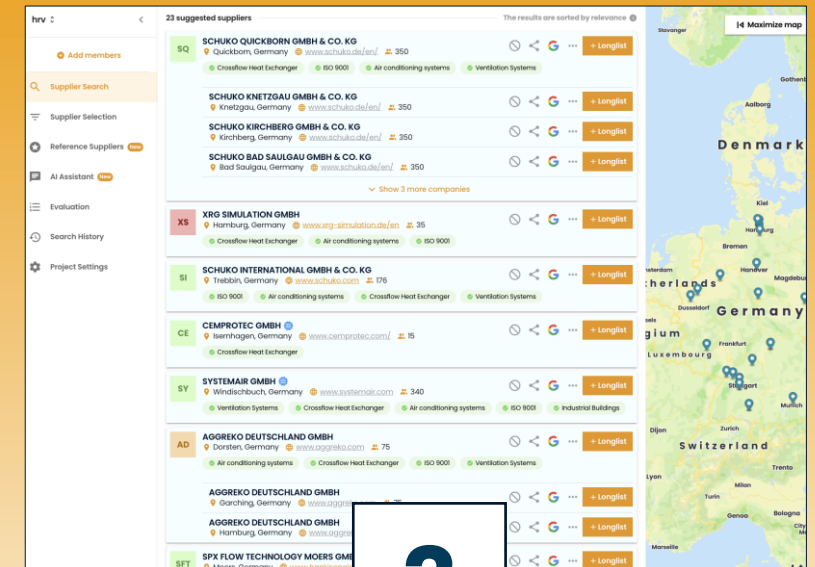 hrv
Add members
Supplier Search
Supplier Selection
Reference Suppliers New
AI Assistant New
Evaluation
Search History
Project Settings
23 suggested suppliers
The results are sorted by relevance
SQ
SCHUKO QUICKBORN GMBH & CO. KG
Quickborn, Germany www.schuko.de/en/ 350
+ Longlist
Crossflow Heat Exchanger ISO 9001 Air conditioning systems Ventilation Systems
SCHUKO KNETZGAU GMBH & CO. KG
Knetzgau, Germany www.schuko.de/en/ 350
+ Longlist
SCHUKO KIRCHBERG GMBH & CO. KG
Kirchberg, Germany www.schuko.de/en/ 350
+ Longlist
SCHUKO BAD SAULGAU GMBH & CO. KG
Bad Saulgau, Germany www.schuko.de/en/ 350
+ Longlist
Show 3 more companies
XS
XRG SIMULATION GMBH
Hamburg, Germany www.xrg-simulation.de/en 35
+ Longlist
Crossflow Heat Exchanger Air conditioning systems ISO 9001
SI
SCHUKO INTERNATIONAL GMBH & CO. KG
Trebbin, Germany www.schuko.com 176
+ Longlist
ISO 9001 Air conditioning systems Crossflow Heat Exchanger Ventilation Systems
CE
CEMPROTEC GMBH
Isernhagen, Germany www.cemprotec.com/ 15
+ Longlist
Crossflow Heat Exchanger
SY
SYSTEMAIR GMBH
Windischbuch, Germany www.systemair.com 340
+ Longlist
Ventilation Systems Crossflow Heat Exchanger Air conditioning systems ISO 9001 Industrial Buildings
AD
AGGREKO DEUTSCHLAND GMBH
Dorsten, Germany www.aggreko.com 75
+ Longlist
Air conditioning systems Crossflow Heat Exchanger ISO 9001 Ventilation Systems
AGGREKO DEUTSCHLAND GMBH
Garching, Germany
+ Longlist
AGGREKO DEUTSCHLAND GMBH
Hamburg, Germany
+ Longlist
SFT
SPX FLOW TECHNOLOGY MOERS
Moers, Germany
+ Longlist
Maximize map
Stavanger
Aalborg
Denmark
Kiel
Hamburg
Bremen
Hanover
Düsseldorf
Germany
Luxembourg
Frankfurt
Stuttgart
Munich
Dijon
Zurich
Switzerland
Lyon
Trento
Milan
Turin
Genoa
Bologna
Marseille